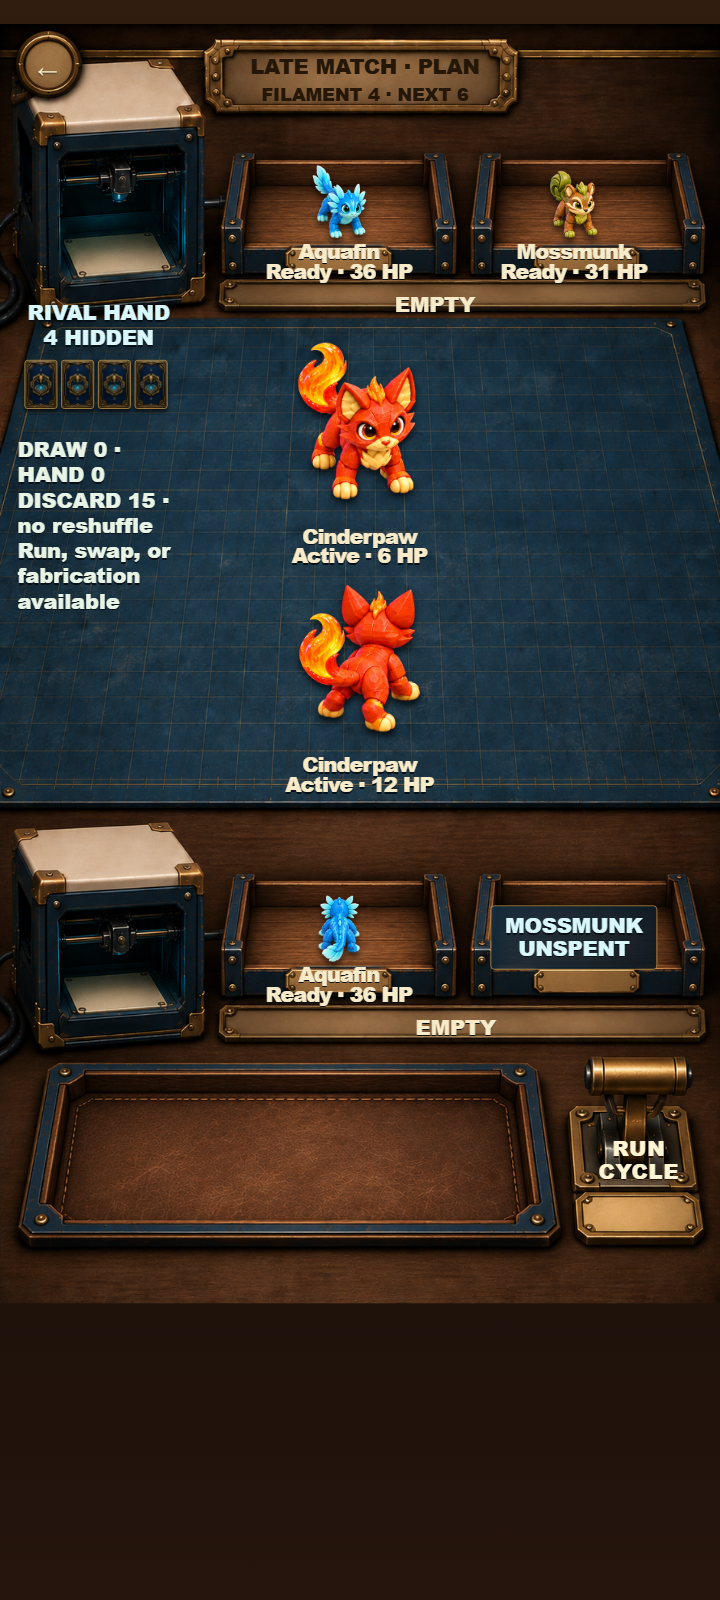 ←
LATE MATCH · PLAN
FILAMENT 4 · NEXT 6
Aquafin
Ready · 36 HP
Mossmunk
Ready · 31 HP
EMPTY
RIVAL HAND
4 HIDDEN
DRAW 0 ·
HAND 0
DISCARD 15 ·
no reshuffle
Run, swap, or
fabrication
available
Cinderpaw
Active · 6 HP
Cinderpaw
Active · 12 HP
Aquafin
Ready · 36 HP
MOSSMUNK
UNSPENT
EMPTY
RUN
CYCLE